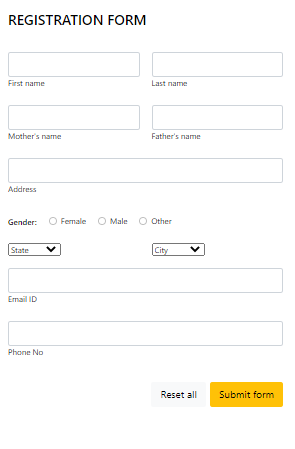 REGISTRATION FORM
First name Last name
Mother's name Father's name
Address
Gender: Female Male Other
State City
Email ID
Phone No
Reset all Submit form